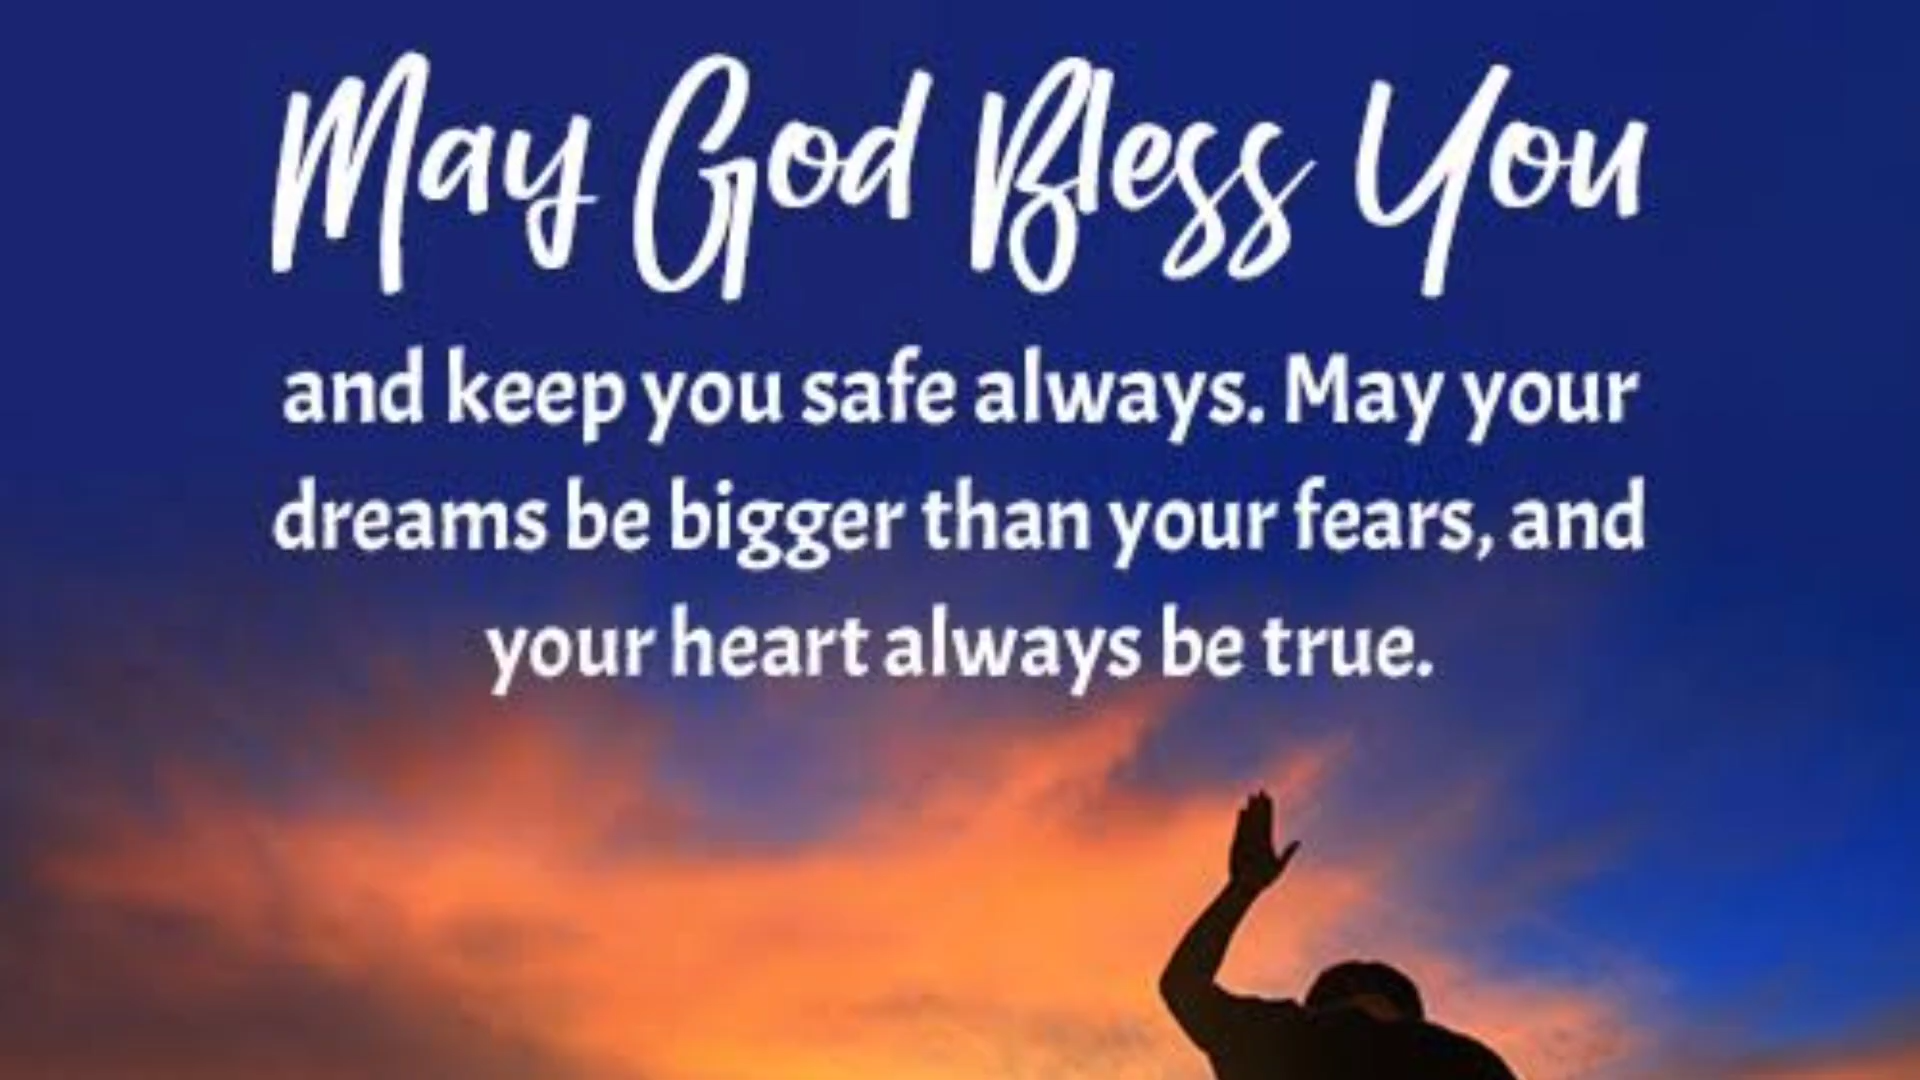 May God Bless You
and keep you safe always. May your
dreams be bigger than your fears, and
your heart always be true.